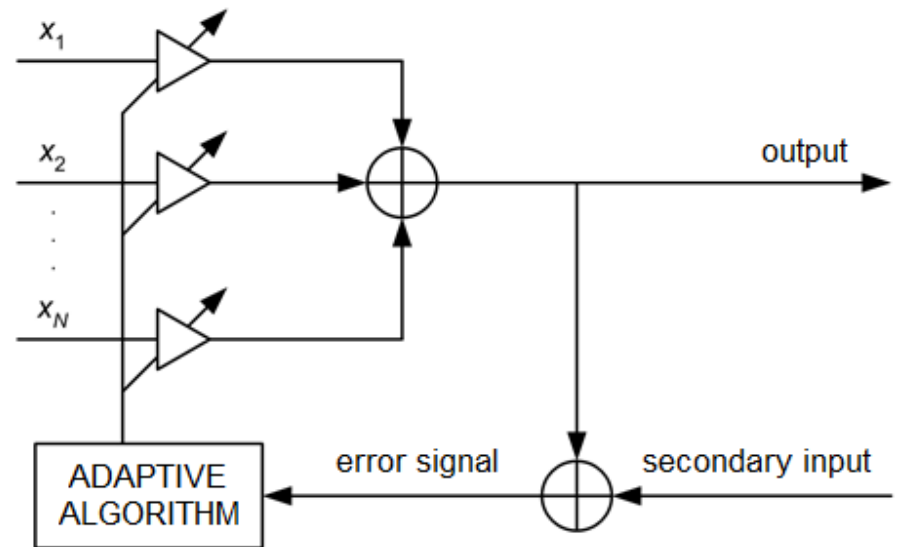 x1
x2
output
.
.
.
xN
error signal
secondary input
ADAPTIVE
ALGORITHM